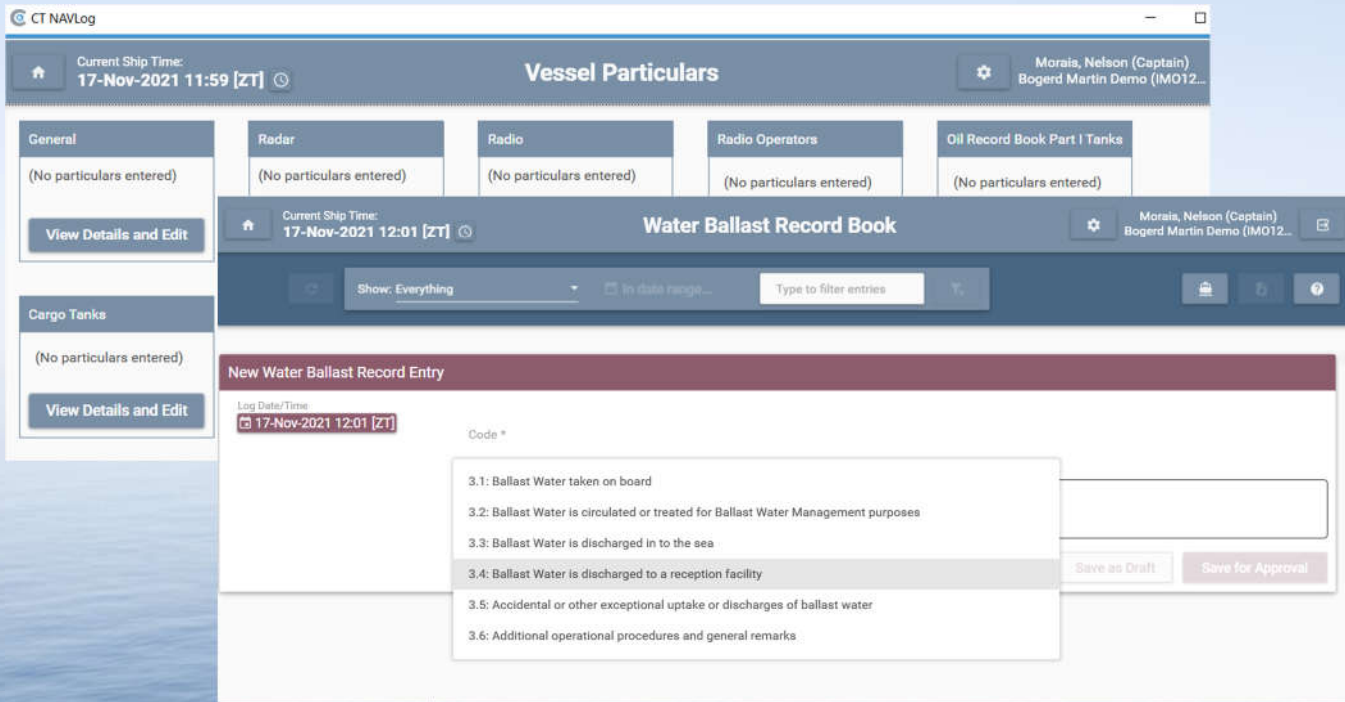 CT NAVLog
Current Ship Time:
17-Nov-2021 11:59 [ZT]
Vessel Particulars
Morais, Nelson (Captain)
Bogerd Martin Demo (IMO12...
General
Radar
Radio
Radio Operators
Oil Record Book Part I Tanks
(No particulars entered)
(No particulars entered)
(No particulars entered)
(No particulars entered)
(No particulars entered)
View Details and Edit
Cargo Tanks
(No particulars entered)
View Details and Edit
Current Ship Time:
17-Nov-2021 12:01 [ZT]
Water Ballast Record Book
Morais, Nelson (Captain)
Bogerd Martin Demo (IMO12...
Show: Everything
In date range...
Type to filter entries
New Water Ballast Record Entry
Log Date/Time
17-Nov-2021 12:01 [ZT]
Code *
3.1: Ballast Water taken on board
3.2: Ballast Water is circulated or treated for Ballast Water Management purposes
3.3: Ballast Water is discharged in to the sea
3.4: Ballast Water is discharged to a reception facility
3.5: Accidental or other exceptional uptake or discharges of ballast water
3.6: Additional operational procedures and general remarks
Save as Draft
Save for Approval